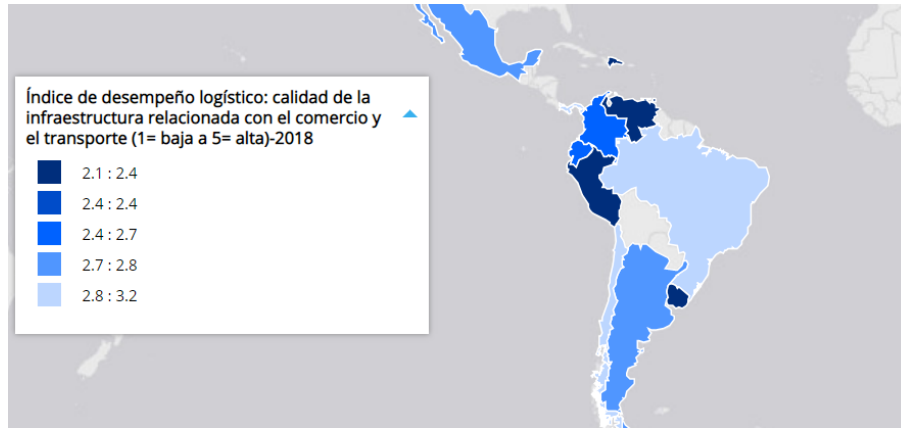 Índice de desempeño logístico: calidad de la
infraestructura relacionada con el comercio y
el transporte (1= baja a 5= alta)-2018
2.1 : 2.4
2.4 : 2.4
2.4 : 2.7
2.7 : 2.8
2.8 : 3.2